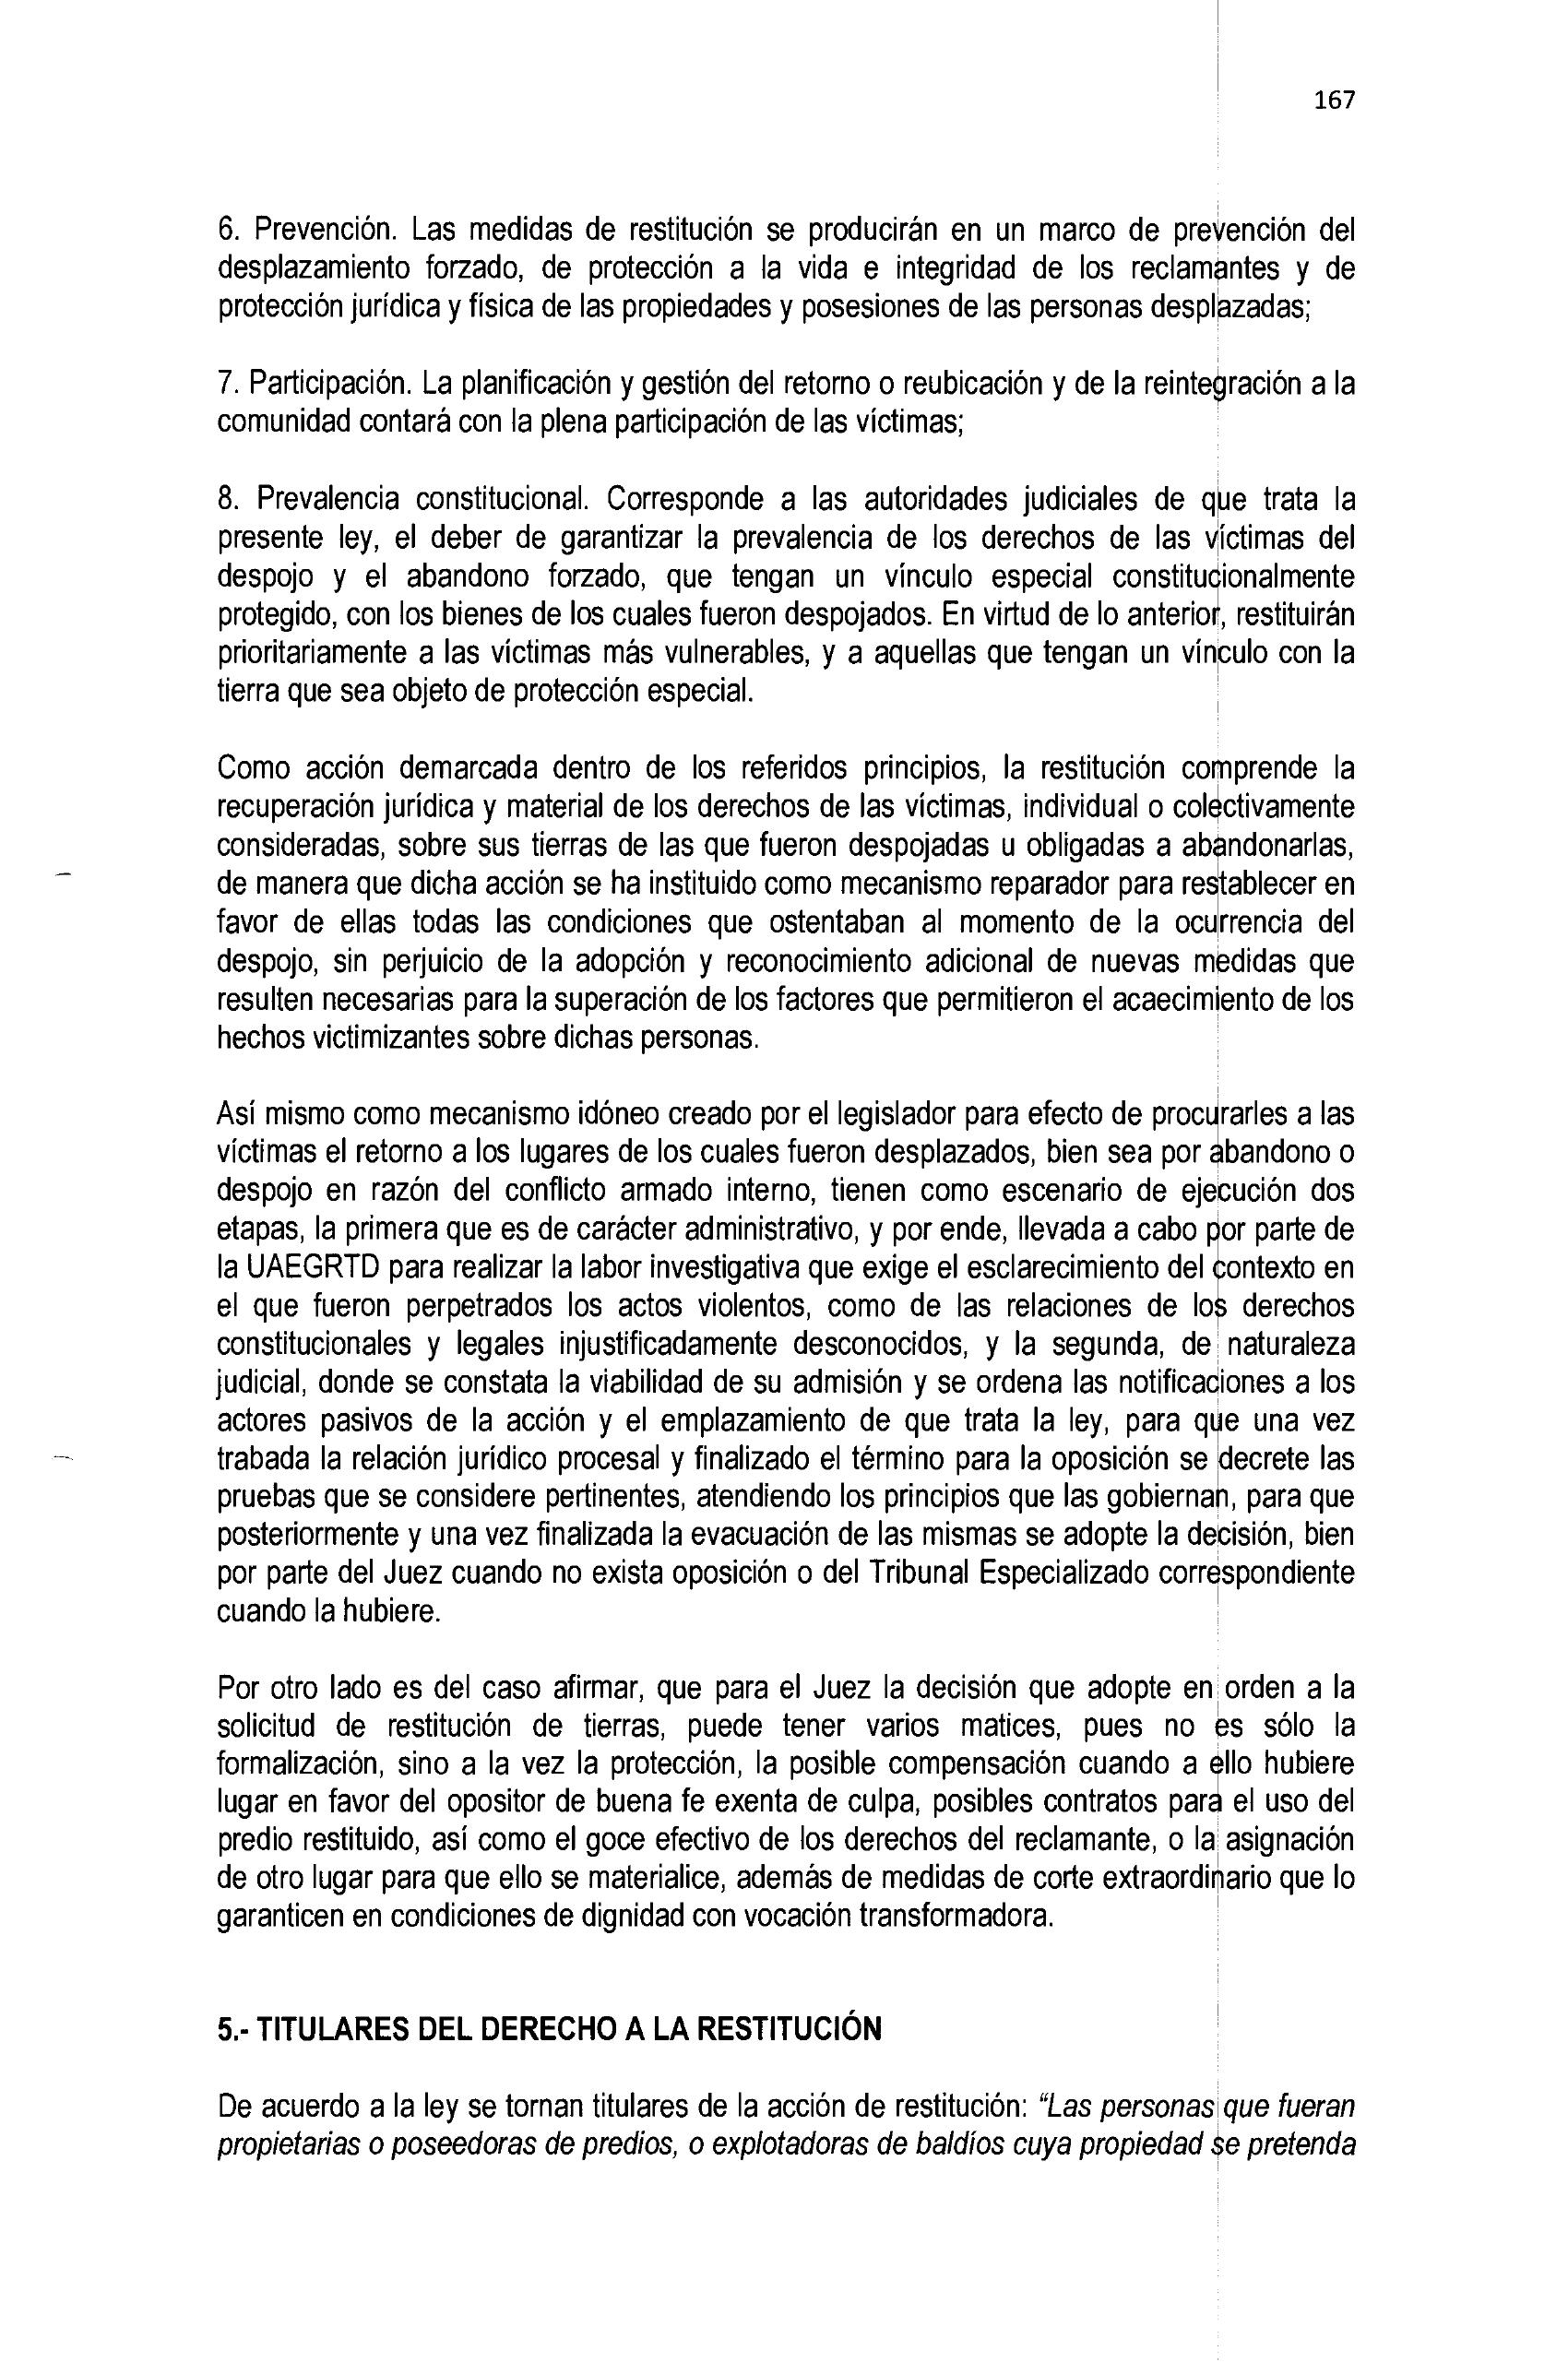 167
6. Prevención. Las medidas de restitución se producirán en un marco de prevención del
desplazamiento forzado, de protección a la vida e integridad de los reclamantes y de
protección jurídica y física de las propiedades y posesiones de las personas desplazadas;
7. Participación. La planificación y gestión del retorno o reubicación y de la reintegración a la
comunidad contará con la plena participación de las víctimas;
8. Prevalencia constitucional. Corresponde a las autoridades judiciales de que trata la
presente ley, el deber de garantizar la prevalencia de los derechos de las víctimas del
despojo y el abandono forzado, que tengan un vínculo especial constitucionalmente
protegido, con los bienes de los cuales fueron despojados. En virtud de lo anterior, restituirán
prioritariamente a las víctimas más vulnerables, y a aquellas que tengan un vínculo con la
tierra que sea objeto de protección especial.
Como acción demarcada dentro de los referidos principios, la restitución comprende la
recuperación jurídica y material de los derechos de las víctimas, individual o colectivamente
consideradas, sobre sus tierras de las que fueron despojadas u obligadas a abandonarlas,
de manera que dicha acción se ha instituido como mecanismo reparador para restablecer en
favor de ellas todas las condiciones que ostentaban al momento de la ocurrencia del
despojo, sin perjuicio de la adopción y reconocimiento adicional de nuevas medidas que
resulten necesarias para la superación de los factores que permitieron el acaecimiento de los
hechos victimizantes sobre dichas personas.
Así mismo como mecanismo idóneo creado por el legislador para efecto de procurarles a las
víctimas el retorno a los lugares de los cuales fueron desplazados, bien sea por abandono o
despojo en razón del conflicto armado interno, tienen como escenario de ejecución dos
etapas, la primera que es de carácter administrativo, y por ende, llevada a cabo por parte de
la UAEGRTD para realizar la labor investigativa que exige el esclarecimiento del contexto en
el que fueron perpetrados los actos violentos, como de las relaciones de los derechos
constitucionales y legales injustificadamente desconocidos, y la segunda, de naturaleza
judicial, donde se constata la viabilidad de su admisión y se ordena las notificaciones a los
actores pasivos de la acción y el emplazamiento de que trata la ley, para que una vez
trabada la relación jurídico procesal y finalizado el término para la oposición se decrete las
pruebas que se considere pertinentes, atendiendo los principios que las gobiernan, para que
posteriormente y una vez finalizada la evacuación de las mismas se adopte la decisión, bien
por parte del Juez cuando no exista oposición o del Tribunal Especializado correspondiente
cuando la hubiere.
Por otro lado es del caso afirmar, que para el Juez la decisión que adopte en orden a la
solicitud de restitución de tierras, puede tener varios matices, pues no es sólo la
formalización, sino a la vez la protección, la posible compensación cuando a ello hubiere
lugar en favor del opositor de buena fe exenta de culpa, posibles contratos para el uso del
predio restituido, así como el goce efectivo de los derechos del reclamante, o la asignación
de otro lugar para que ello se materialice, además de medidas de corte extraordinario que lo
garanticen en condiciones de dignidad con vocación transformadora.
5.- TITULARES DEL DERECHO A LA RESTITUCIÓN
De acuerdo a la ley se tornan titulares de la acción de restitución: “Las personas que fueran
propietarias o poseedoras de predios, o explotadoras de baldíos cuya propiedad se pretenda